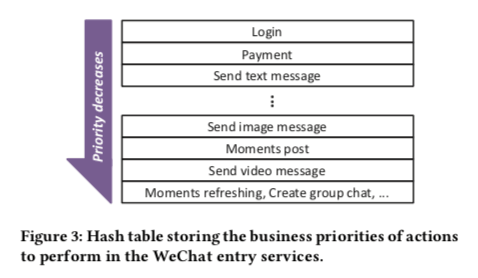 Priority decreases
Login
Payment
Send text message
⋮
Send image message
Moments post
Send video message
Moments refreshing, Create group chat, ...
Figure 3: Hash table storing the business priorities of actions
to perform in the WeChat entry services.